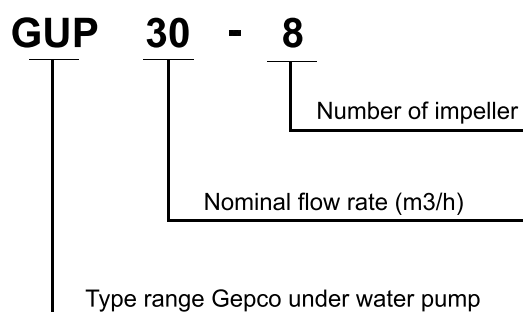 GUP 30 - 8
Number of impeller
Nominal flow rate (m3/h)
Type range Gepco under water pump